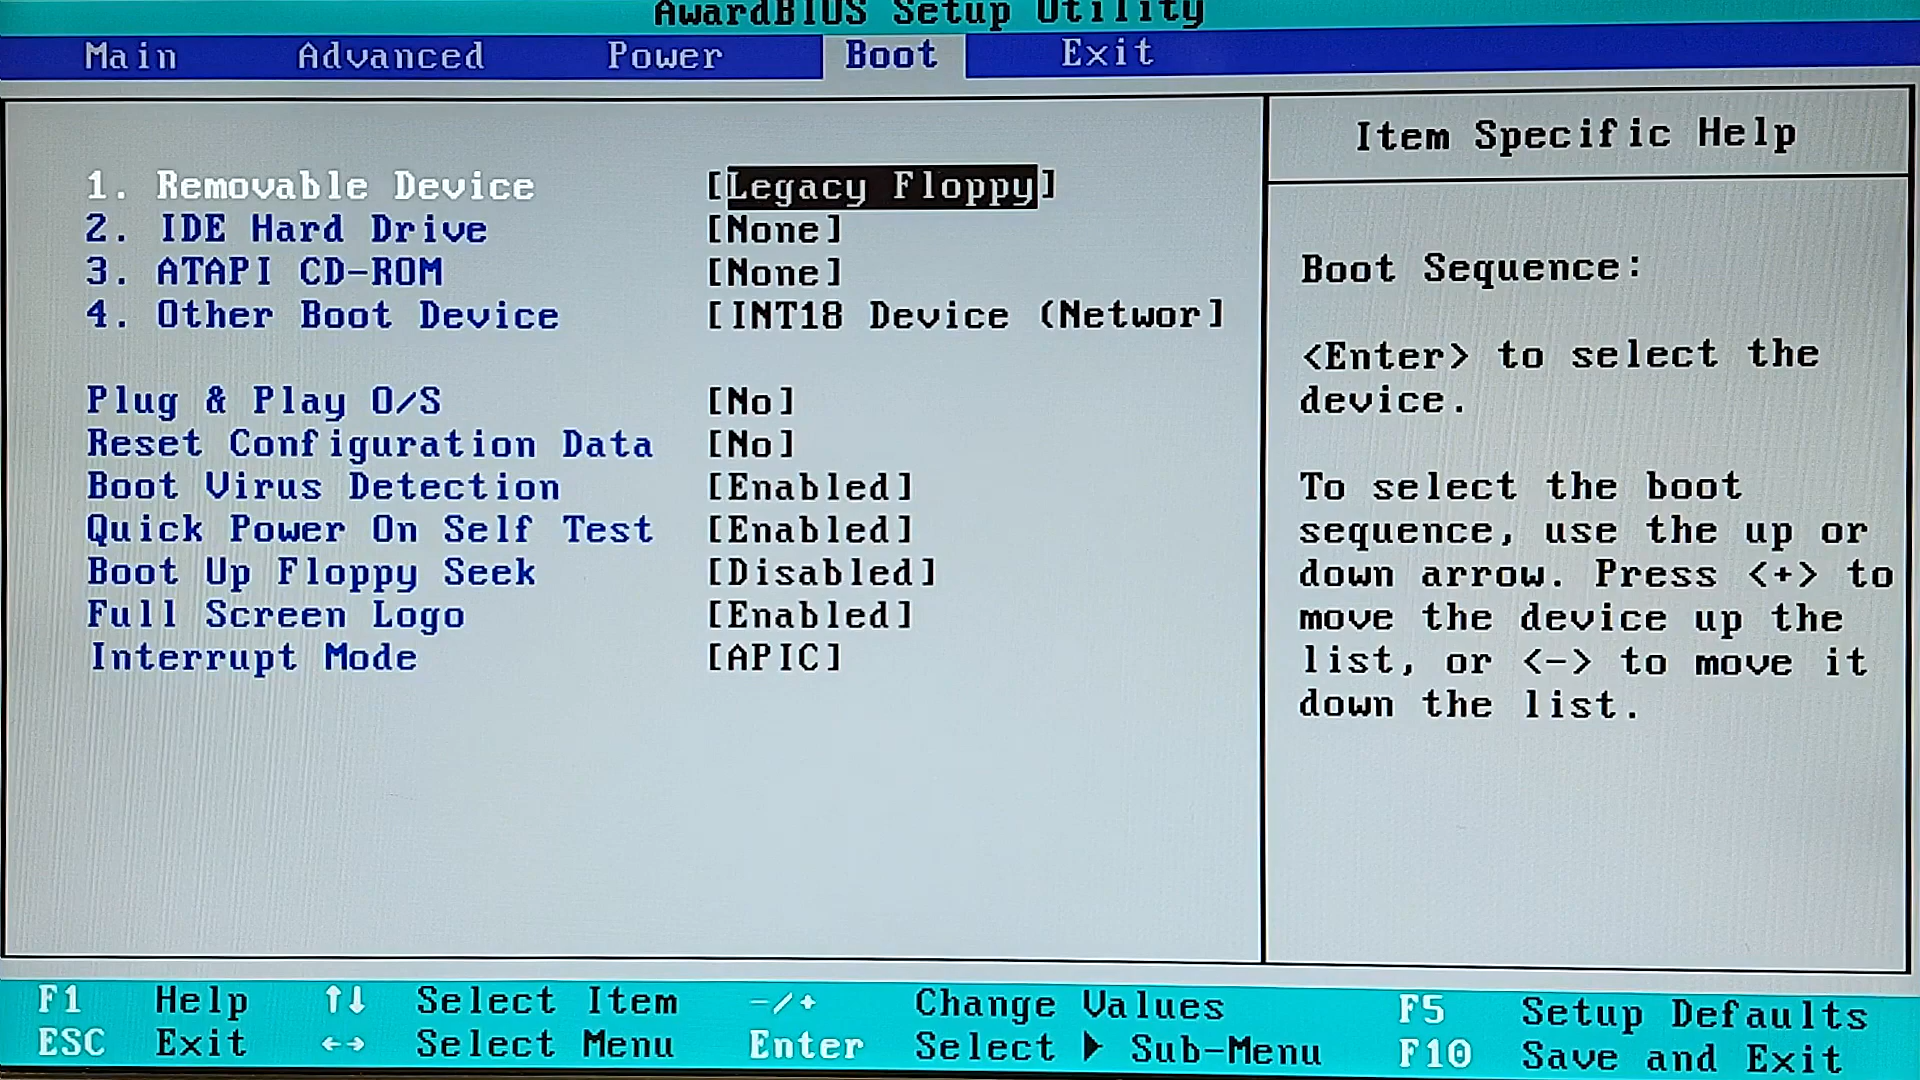 AwardBIOS Setup Utility
Main Advanced Power Boot Exit
1. Removable Device [Legacy Floppy]
2. IDE Hard Drive [None]
3. ATAPI CD-ROM [None]
4. Other Boot Device [INT18 Device (Networ]
Plug & Play O/S [No]
Reset Configuration Data [No]
Boot Virus Detection [Enabled]
Quick Power On Self Test [Enabled]
Boot Up Floppy Seek [Disabled]
Full Screen Logo [Enabled]
Interrupt Mode [APIC]
Item Specific Help
Boot Sequence:
<Enter> to select the
device.
To select the boot
sequence, use the up or
down arrow. Press <+> to
move the device up the
list, or <-> to move it
down the list.
F1 Help ↑↓ Select Item -/+ Change Values F5 Setup Defaults
ESC Exit ←→ Select Menu Enter Select ▶ Sub-Menu F10 Save and Exit